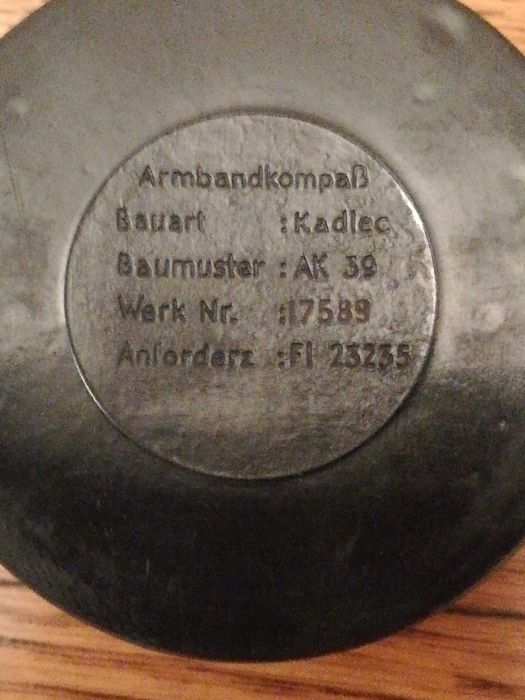 Armbandkompaß
Bauart : Kadlec
Baumuster : AK 39
Werk Nr. : 17589
Anforderz : Fl 23235